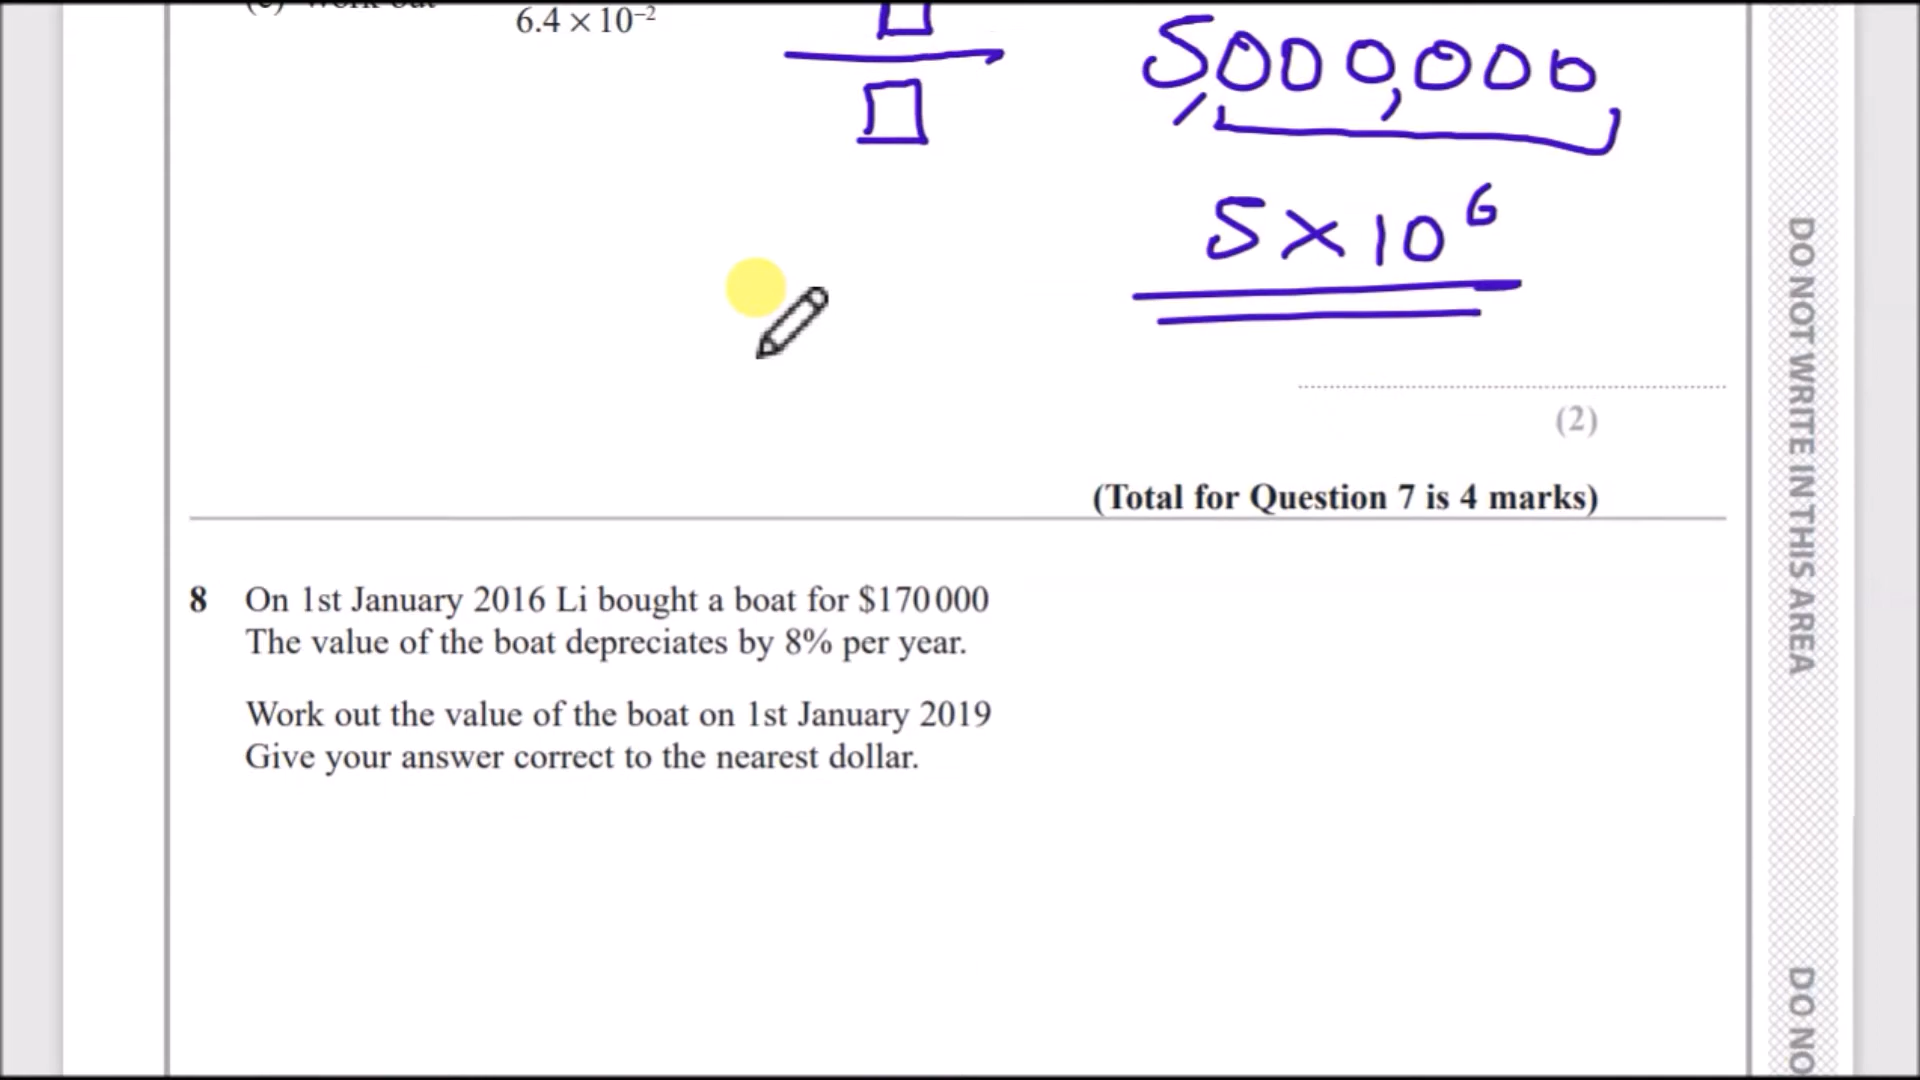 6.4 × 10⁻²
5000,000
5 × 10⁶
(2)
(Total for Question 7 is 4 marks)
8 On 1st January 2016 Li bought a boat for $170 000
The value of the boat depreciates by 8% per year.
Work out the value of the boat on 1st January 2019
Give your answer correct to the nearest dollar.
DO NOT WRITE IN THIS AREA
DO NO